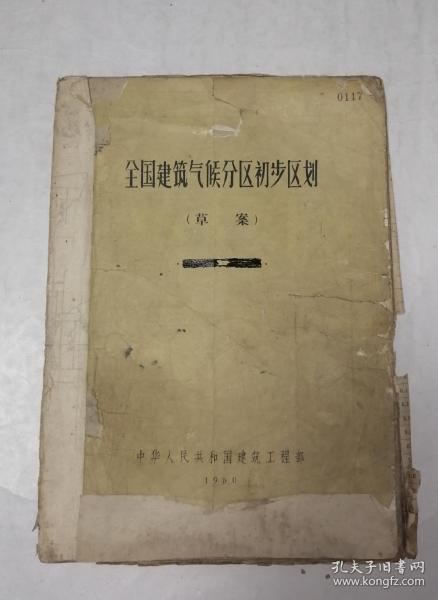 0117
全国建筑气候分区初步区划
（草案）
中华人民共和国建筑工程部
1960
孔夫子旧书网
www.kongfz.com